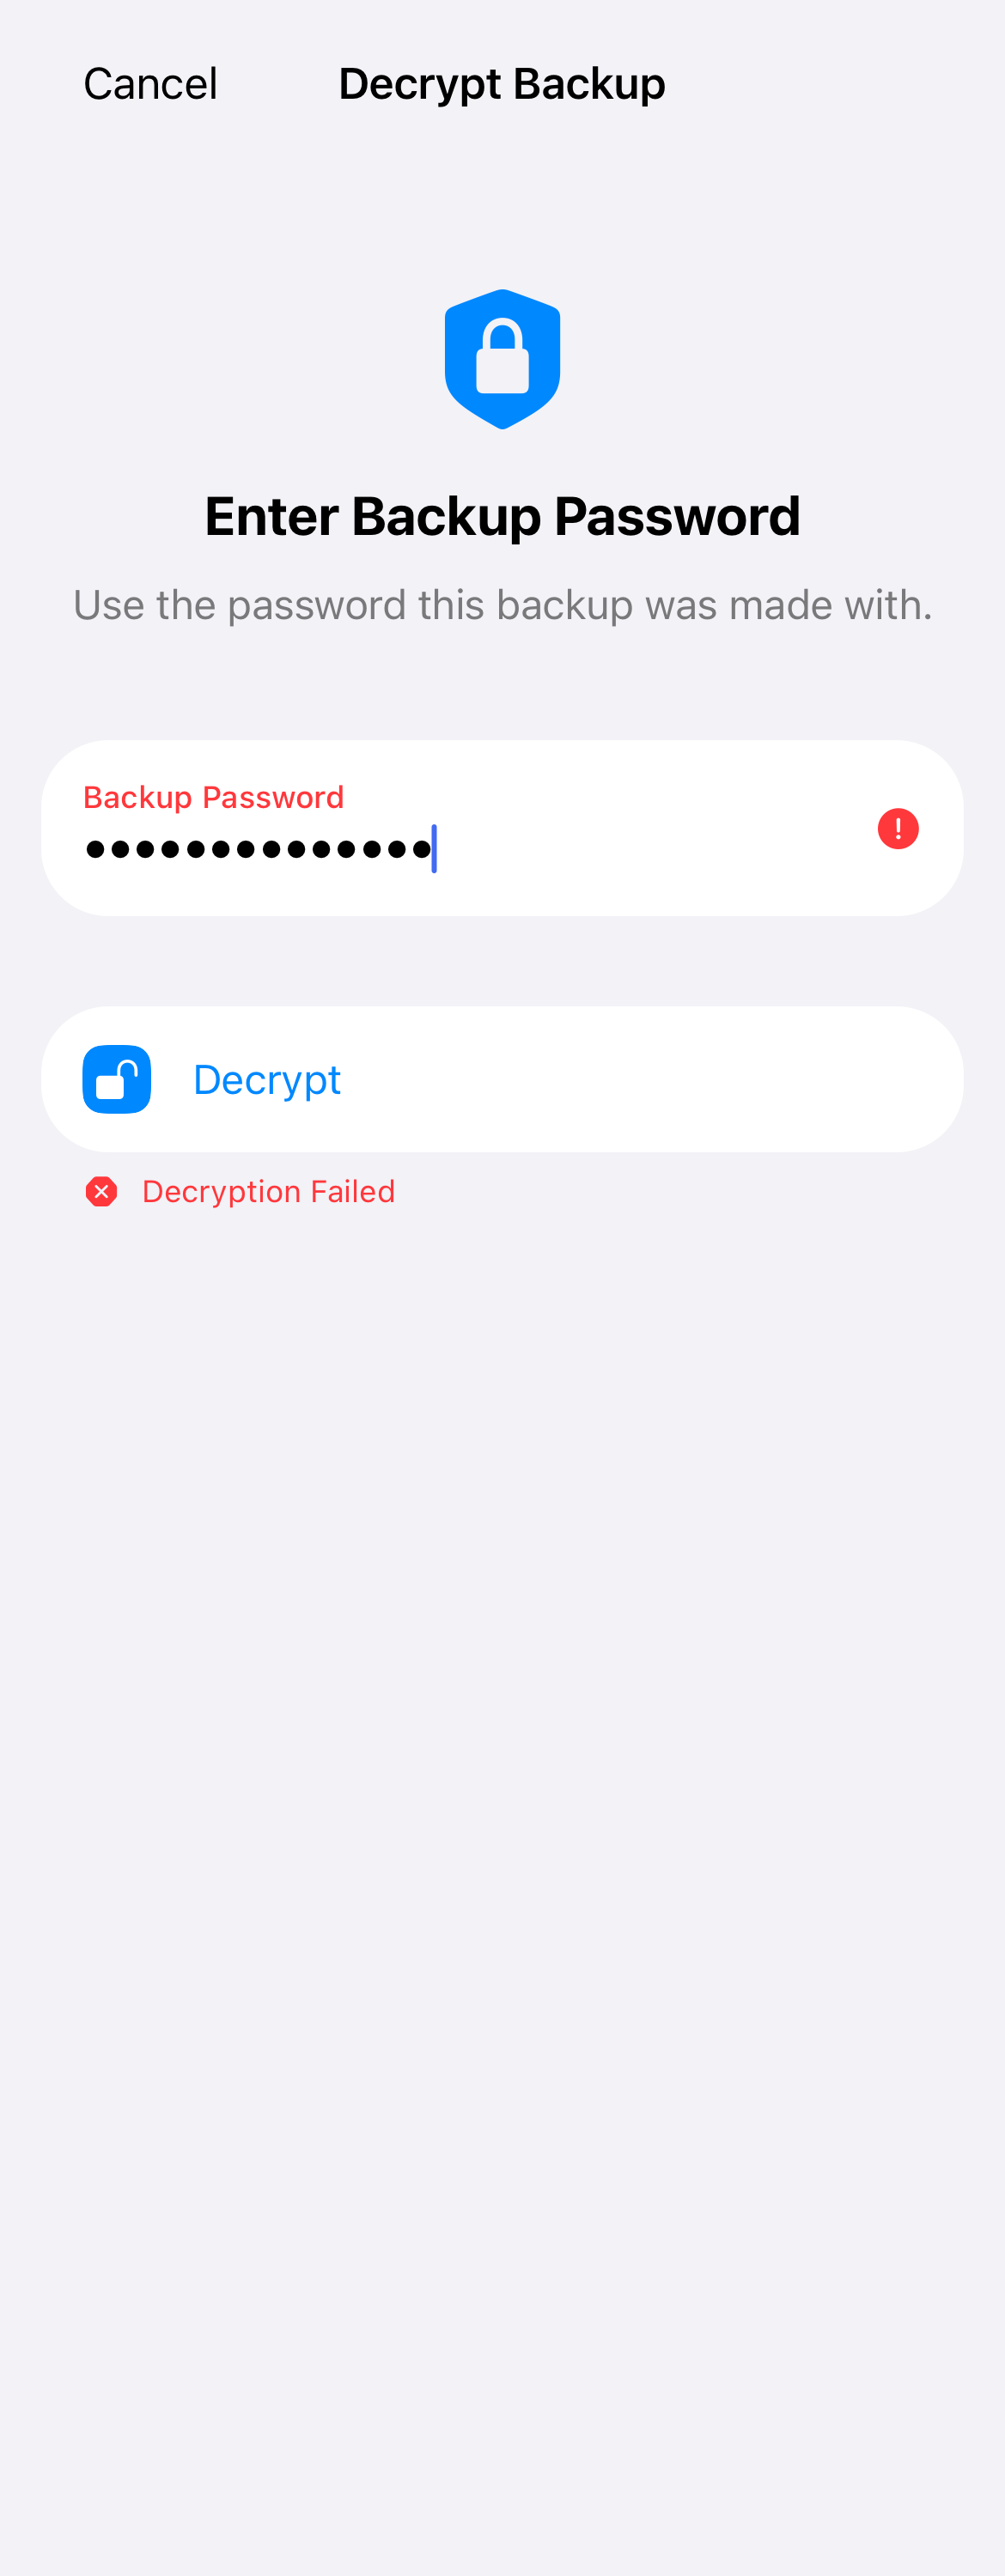 Cancel
Decrypt Backup
Enter Backup Password
Use the password this backup was made with.
Backup Password
••••••••••••••
Decrypt
Decryption Failed